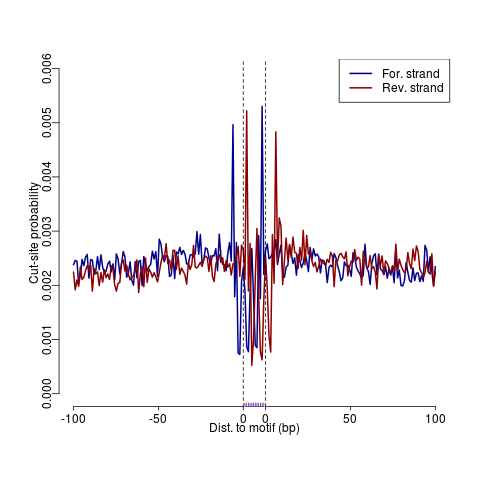 For. strand
Rev. strand
Cut-site probability
0.006
0.005
0.004
0.003
0.002
0.001
0.000
-100 -50 0 0 50 100
Dist. to motif (bp)